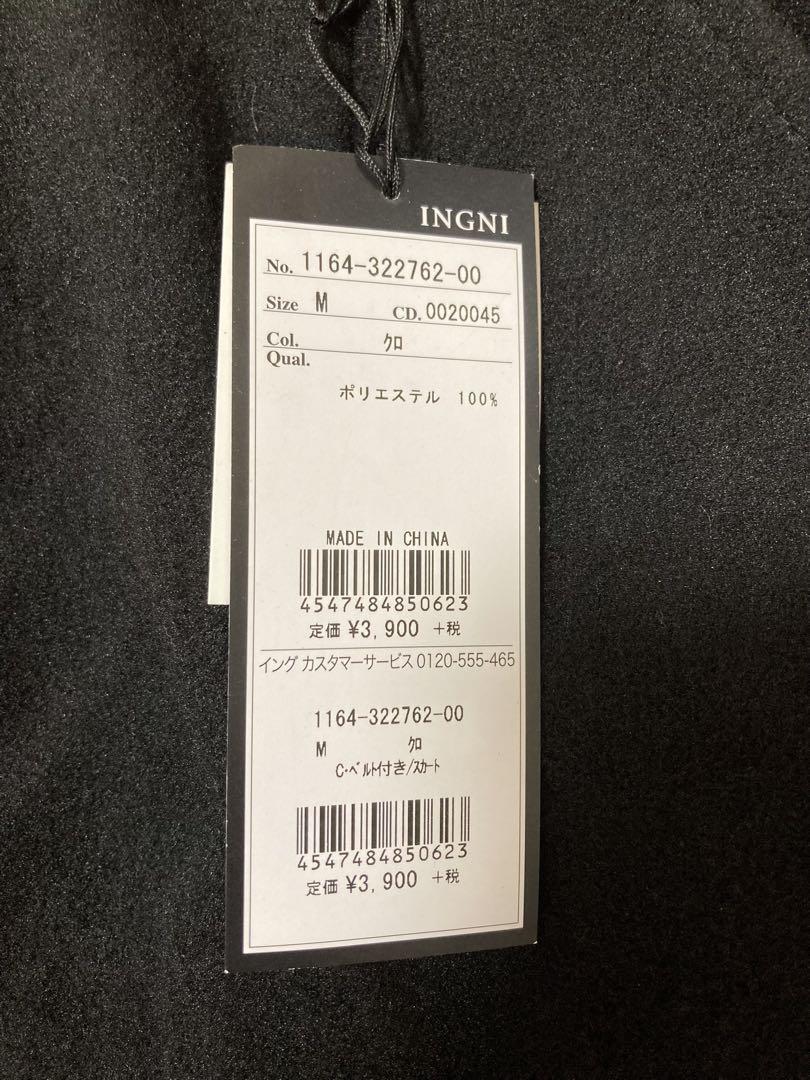 INGNI
No. 1164-322762-00
Size M CD. 0020045
Col. ｸﾛ
Qual.
ポリエステル 100%
MADE IN CHINA
4547484850623
定価 ¥3,900 +税
イング カスタマーサービス 0120-555-465
1164-322762-00
M ｸﾛ
C･ﾍﾞﾙﾄ付き/ｽｶｰﾄ
4547484850623
定価 ¥3,900 +税